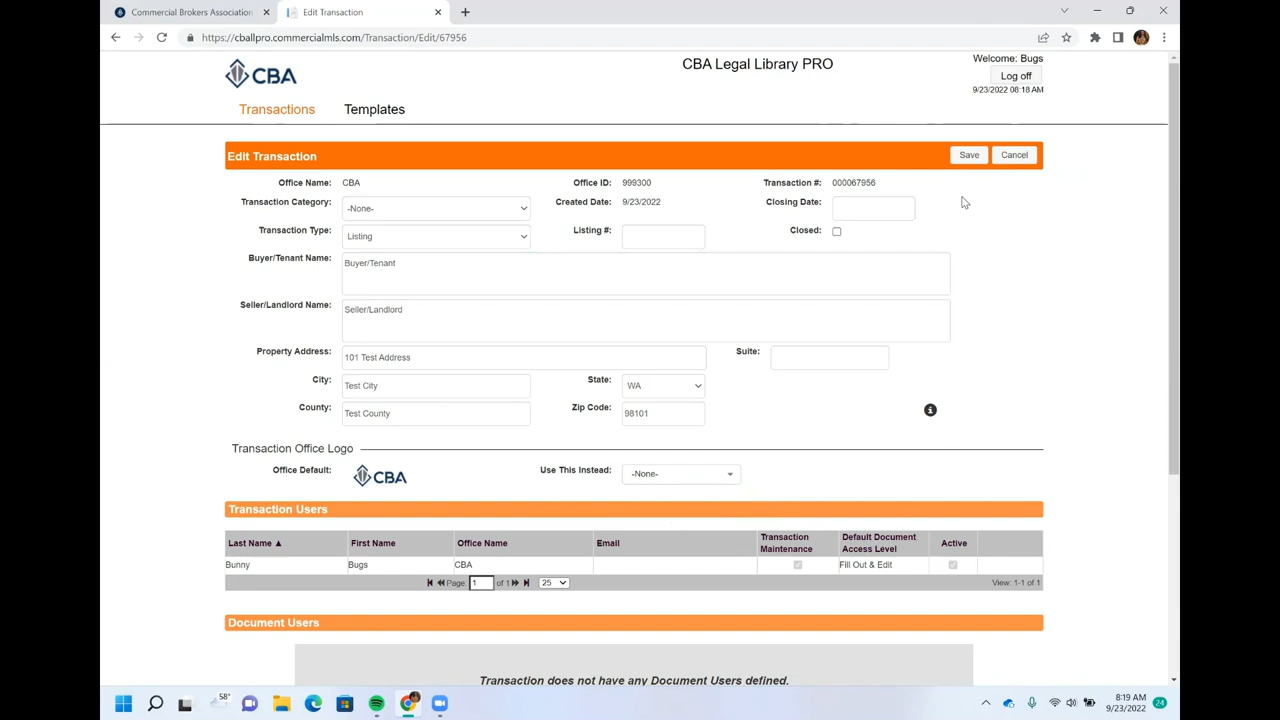 Commercial Brokers Association
Edit Transaction
https://cballpro.commercialmls.com/Transaction/Edit/67956
CBA
CBA Legal Library PRO
Welcome: Bugs
Log off
9/23/2022 08:18 AM
Transactions
Templates
Edit Transaction
Save
Cancel
Office Name: CBA
Office ID: 999300
Transaction #: 000067956
Transaction Category: -None-
Created Date: 9/23/2022
Closing Date:
Transaction Type: Listing
Listing #:
Closed:
Buyer/Tenant Name: Buyer/Tenant
Seller/Landlord Name: Seller/Landlord
Property Address: 101 Test Address
Suite:
City: Test City
State: WA
County: Test County
Zip Code: 98101
Transaction Office Logo
Office Default: CBA
Use This Instead: -None-
Transaction Users
Last Name ▲ First Name Office Name Email Transaction Maintenance Default Document Access Level Active
Bunny Bugs CBA Fill Out & Edit
Page: 1 of 1 25 View: 1-1 of 1
Document Users
Transaction does not have any Document Users defined.
58°
8:19 AM
9/23/2022
24